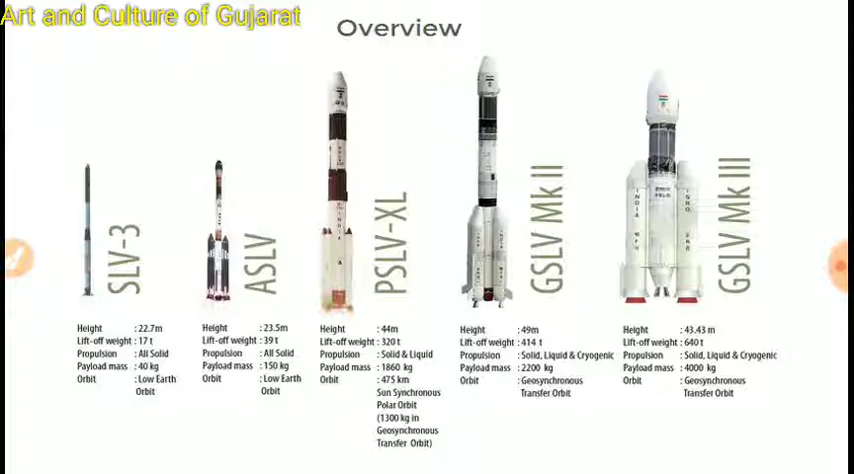 Art and Culture of Gujarat
Overview
SLV-3
ASLV
PSLV-XL
GSLV Mk II
GSLV Mk III
Height : 22.7m
Lift-off weight : 17 t
Propulsion : All Solid
Payload mass : 40 kg
Orbit : Low Earth
Orbit
Height : 23.5m
Lift-off weight : 39 t
Propulsion : All Solid
Payload mass : 150 kg
Orbit : Low Earth
Orbit
Height : 44m
Lift-off weight : 320 t
Propulsion : Solid & Liquid
Payload mass : 1860 kg
Orbit : 475 km
Sun Synchronous
Polar Orbit
(1300 kg in
Geosynchronous
Transfer Orbit)
Height : 49m
Lift-off weight : 414 t
Propulsion : Solid, Liquid & Cryogenic
Payload mass : 2200 kg
Orbit : Geosynchronous
Transfer Orbit
Height : 43.43 m
Lift-off weight : 640 t
Propulsion : Solid, Liquid & Cryogenic
Payload mass : 4000 kg
Orbit : Geosynchronous
Transfer Orbit
INDIA
INDIA